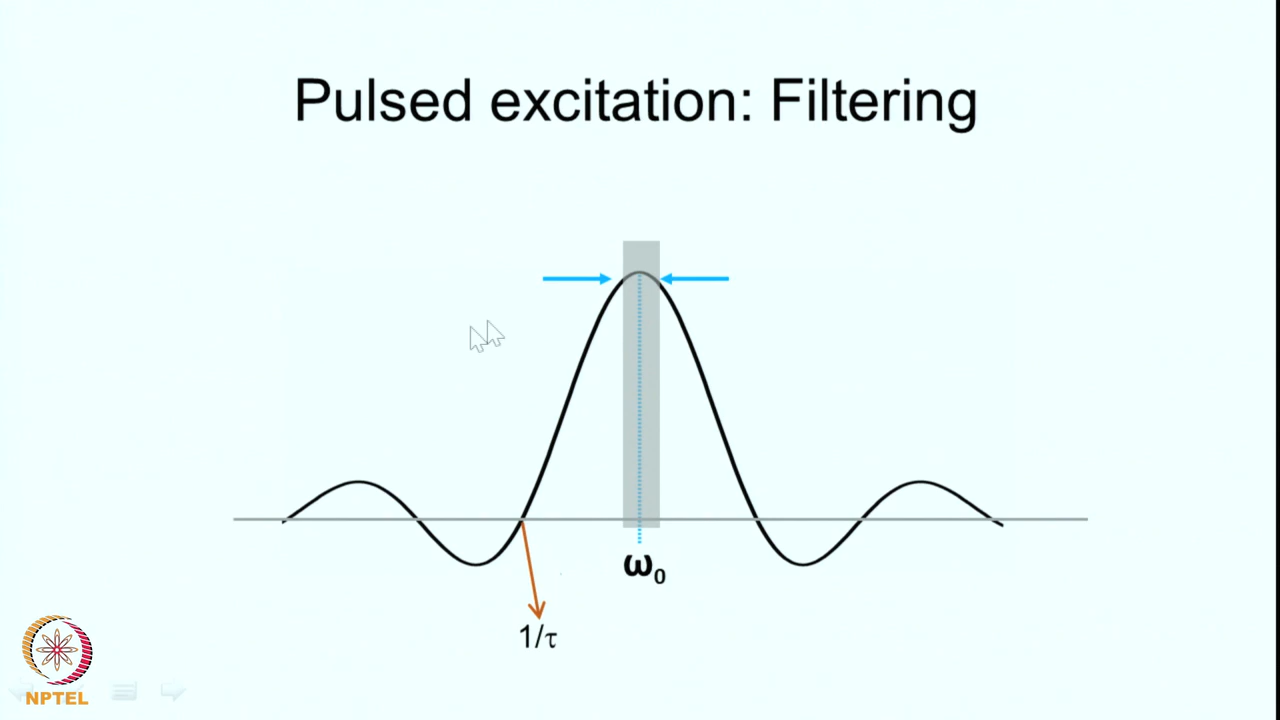 Pulsed excitation: Filtering
ω₀
1/τ
NPTEL